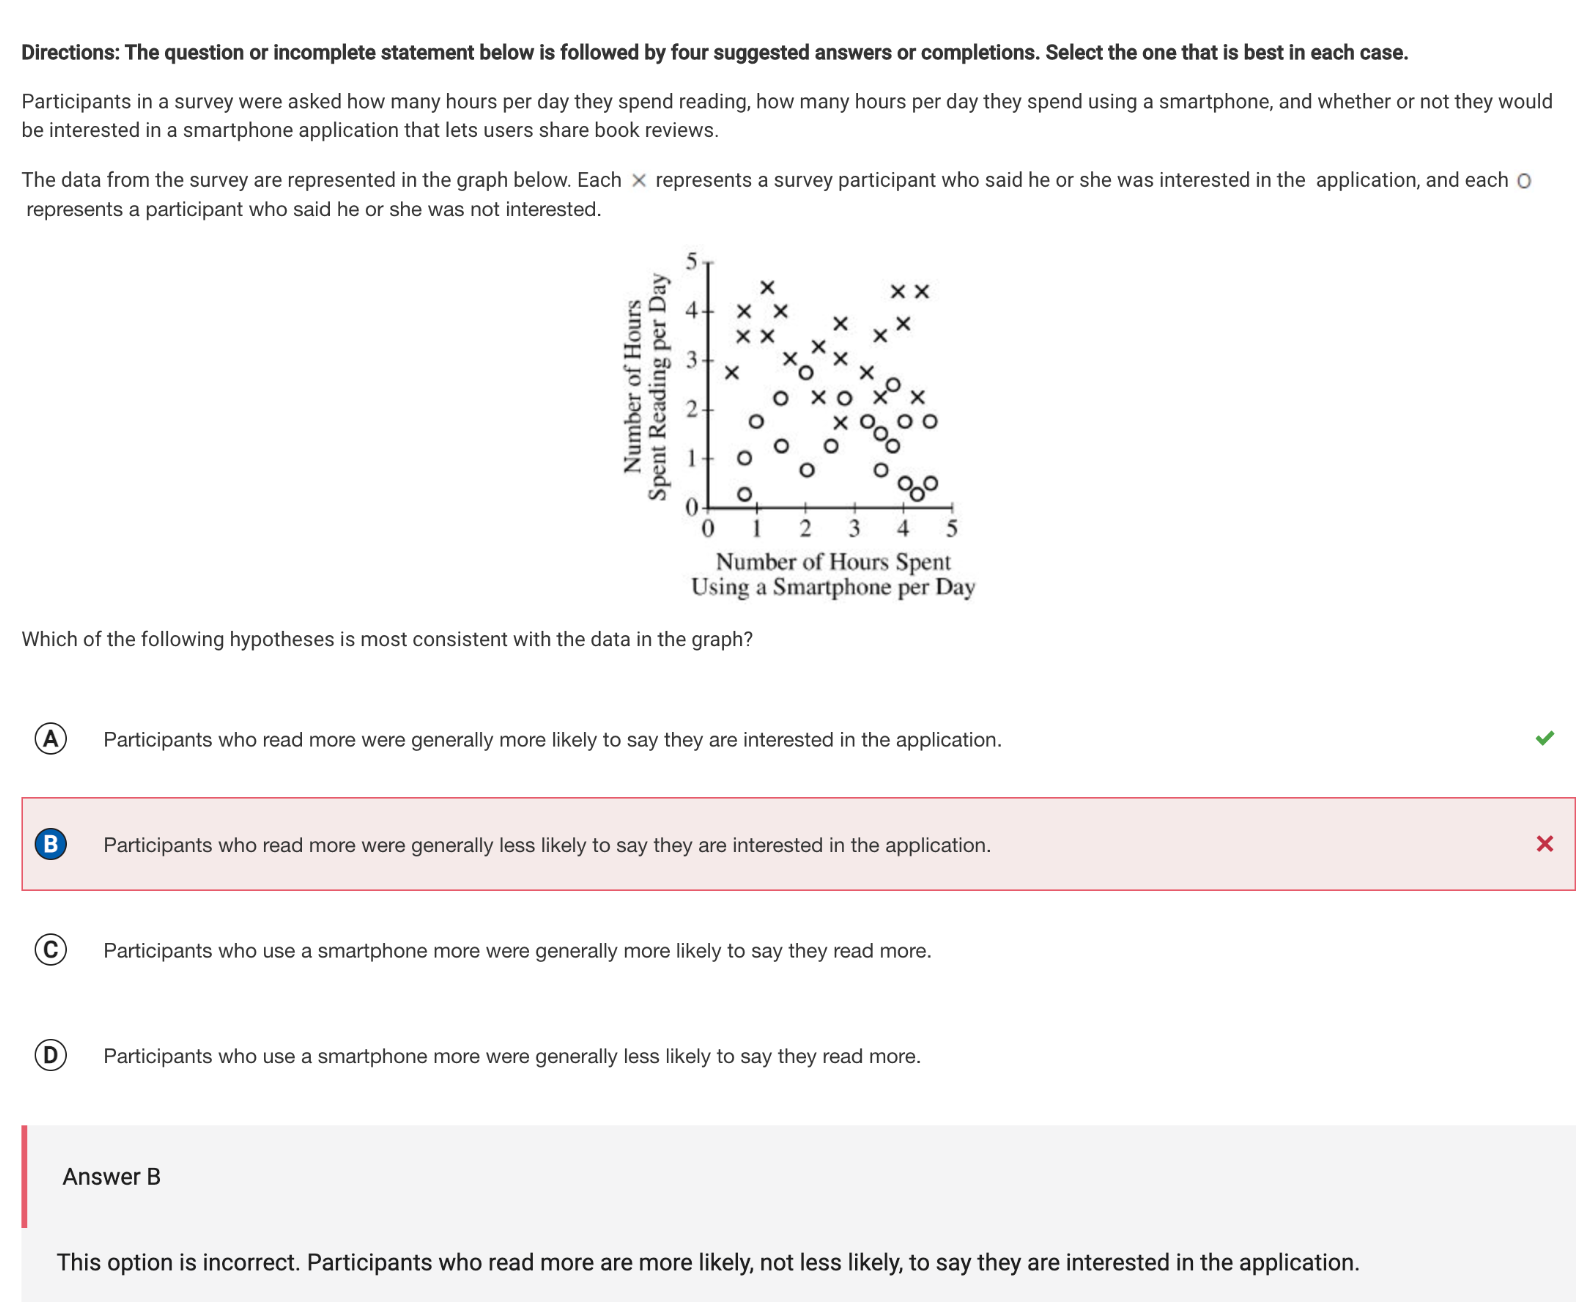 Directions: The question or incomplete statement below is followed by four suggested answers or completions. Select the one that is best in each case.
Participants in a survey were asked how many hours per day they spend reading, how many hours per day they spend using a smartphone, and whether or not they would
be interested in a smartphone application that lets users share book reviews.
The data from the survey are represented in the graph below. Each × represents a survey participant who said he or she was interested in the application, and each O
represents a participant who said he or she was not interested.
Number of Hours
Spent Reading per Day
5
4
3
2
1
0
0 1 2 3 4 5
Number of Hours Spent
Using a Smartphone per Day
Which of the following hypotheses is most consistent with the data in the graph?
A Participants who read more were generally more likely to say they are interested in the application.
B Participants who read more were generally less likely to say they are interested in the application.
C Participants who use a smartphone more were generally more likely to say they read more.
D Participants who use a smartphone more were generally less likely to say they read more.
Answer B
This option is incorrect. Participants who read more are more likely, not less likely, to say they are interested in the application.